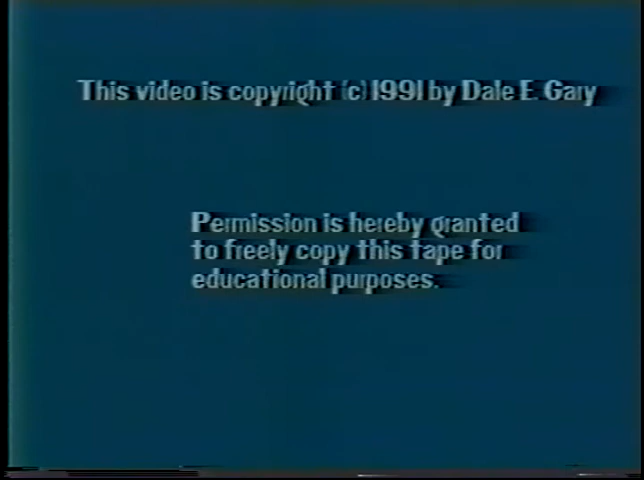 This video is copyright (c) 1991 by Dale E. Gary
Permission is hereby granted
to freely copy this tape for
educational purposes.